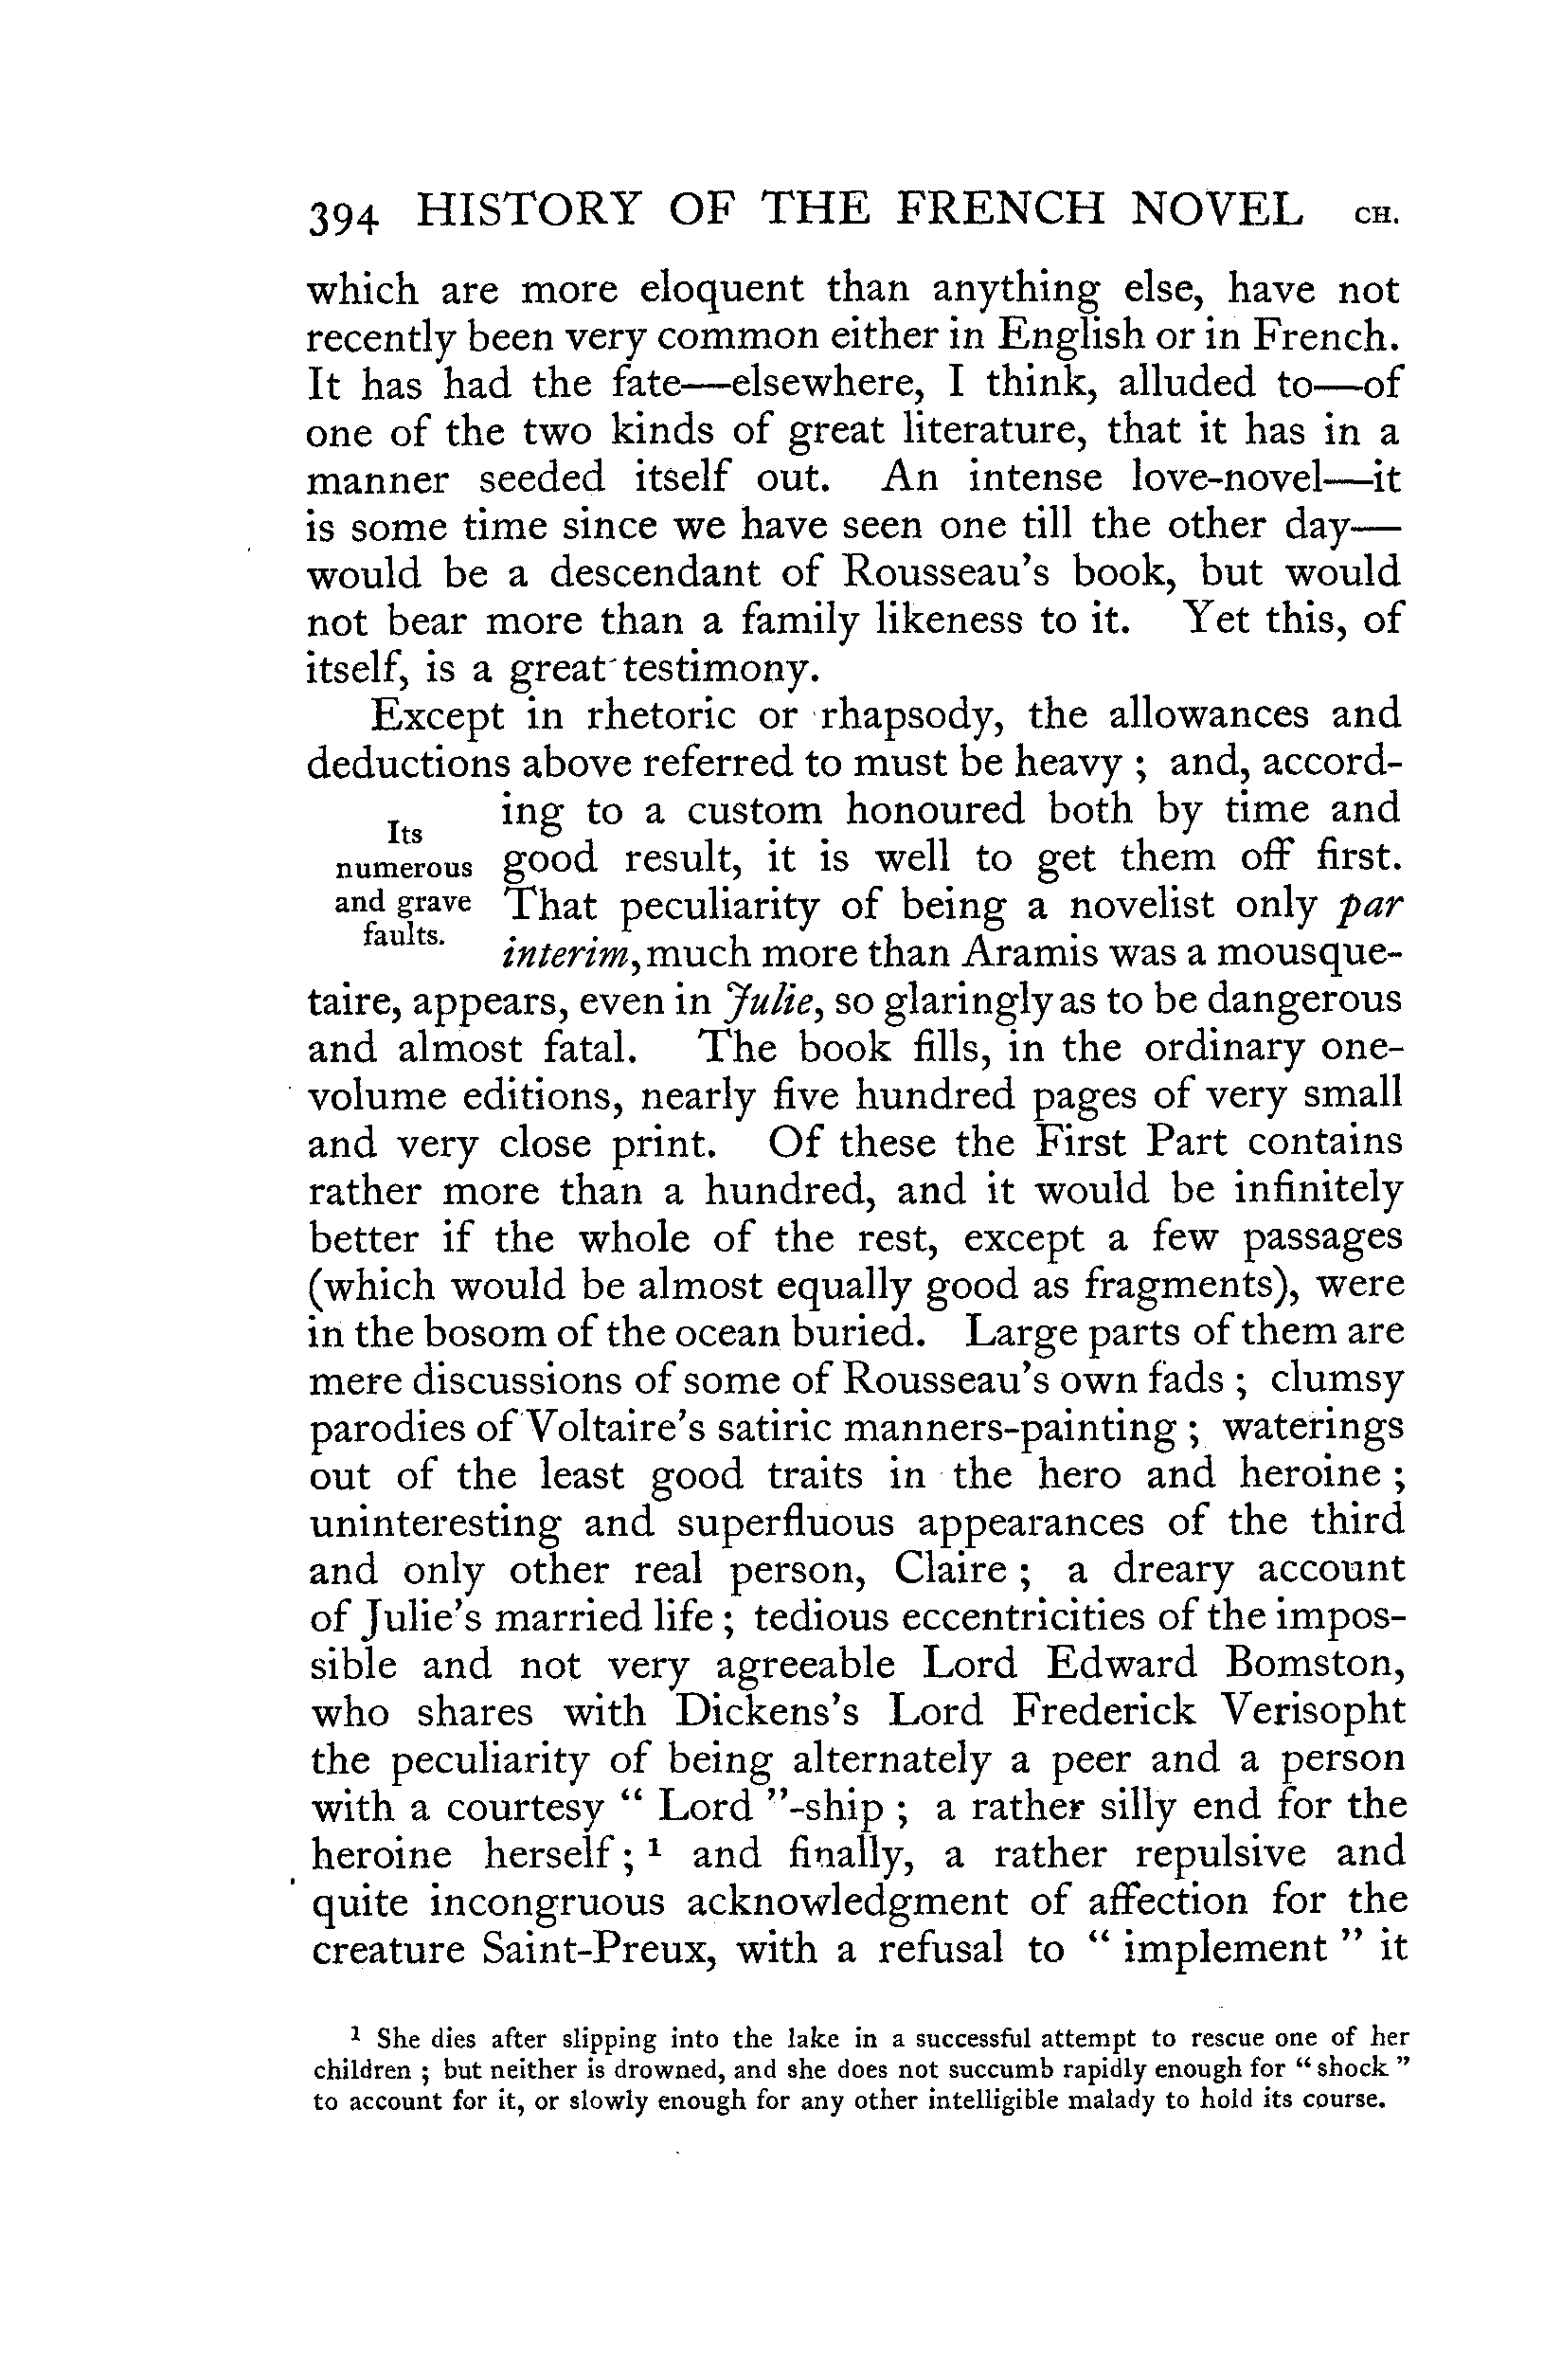 394 HISTORY OF THE FRENCH NOVEL CH.
which are more eloquent than anything else, have not
recently been very common either in English or in French.
It has had the fate—elsewhere, I think, alluded to—of
one of the two kinds of great literature, that it has in a
manner seeded itself out. An intense love-novel—it
is some time since we have seen one till the other day—
would be a descendant of Rousseau's book, but would
not bear more than a family likeness to it. Yet this, of
itself, is a great testimony.
Except in rhetoric or rhapsody, the allowances and
deductions above referred to must be heavy ; and, accord-
Its
numerous
and grave
faults.
ing to a custom honoured both by time and
good result, it is well to get them off first.
That peculiarity of being a novelist only par
interim, much more than Aramis was a mousque-
taire, appears, even in Julie, so glaringly as to be dangerous
and almost fatal. The book fills, in the ordinary one-
volume editions, nearly five hundred pages of very small
and very close print. Of these the First Part contains
rather more than a hundred, and it would be infinitely
better if the whole of the rest, except a few passages
(which would be almost equally good as fragments), were
in the bosom of the ocean buried. Large parts of them are
mere discussions of some of Rousseau's own fads ; clumsy
parodies of Voltaire's satiric manners-painting ; waterings
out of the least good traits in the hero and heroine ;
uninteresting and superfluous appearances of the third
and only other real person, Claire ; a dreary account
of Julie's married life ; tedious eccentricities of the impos-
sible and not very agreeable Lord Edward Bomston,
who shares with Dickens's Lord Frederick Verisopht
the peculiarity of being alternately a peer and a person
with a courtesy " Lord "-ship ; a rather silly end for the
heroine herself ; ¹ and finally, a rather repulsive and
quite incongruous acknowledgment of affection for the
creature Saint-Preux, with a refusal to " implement " it
¹ She dies after slipping into the lake in a successful attempt to rescue one of her
children ; but neither is drowned, and she does not succumb rapidly enough for " shock "
to account for it, or slowly enough for any other intelligible malady to hold its course.